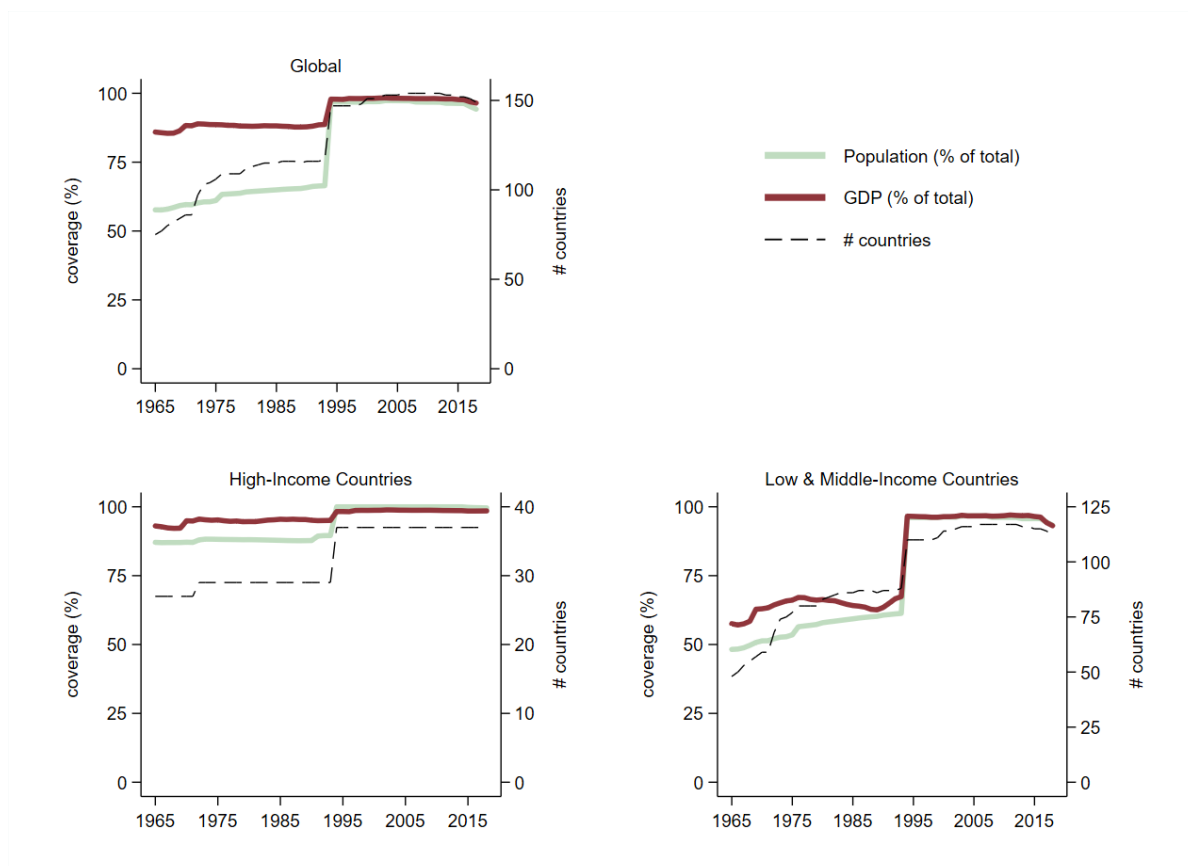 Global
100
75
50
25
0
coverage (%)
150
100
50
0
# countries
1965 1975 1985 1995 2005 2015
Population (% of total)
GDP (% of total)
# countries
High-Income Countries
100
75
50
25
0
coverage (%)
40
30
20
10
0
# countries
1965 1975 1985 1995 2005 2015
Low & Middle-Income Countries
100
75
50
25
0
coverage (%)
125
100
75
50
25
0
# countries
1965 1975 1985 1995 2005 2015